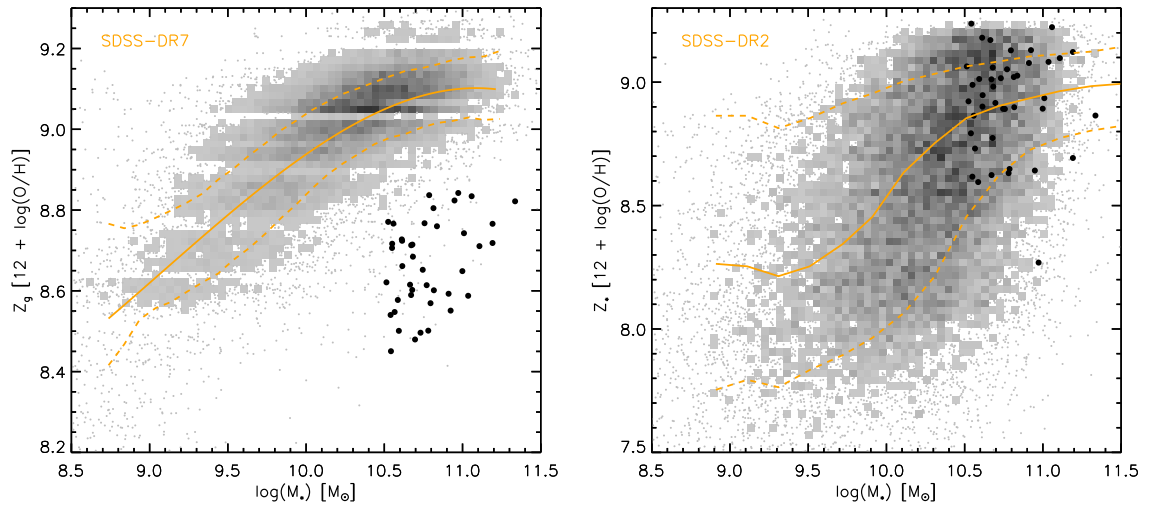 SDSS-DR7
Z_g [12 + log(O/H)]
9.2
9.0
8.8
8.6
8.4
8.2
8.5 9.0 9.5 10.0 10.5 11.0 11.5
log(M_*) [M_⊙]
SDSS-DR2
Z_* [12 + log(O/H)]
9.0
8.5
8.0
7.5
8.5 9.0 9.5 10.0 10.5 11.0 11.5
log(M_*) [M_⊙]